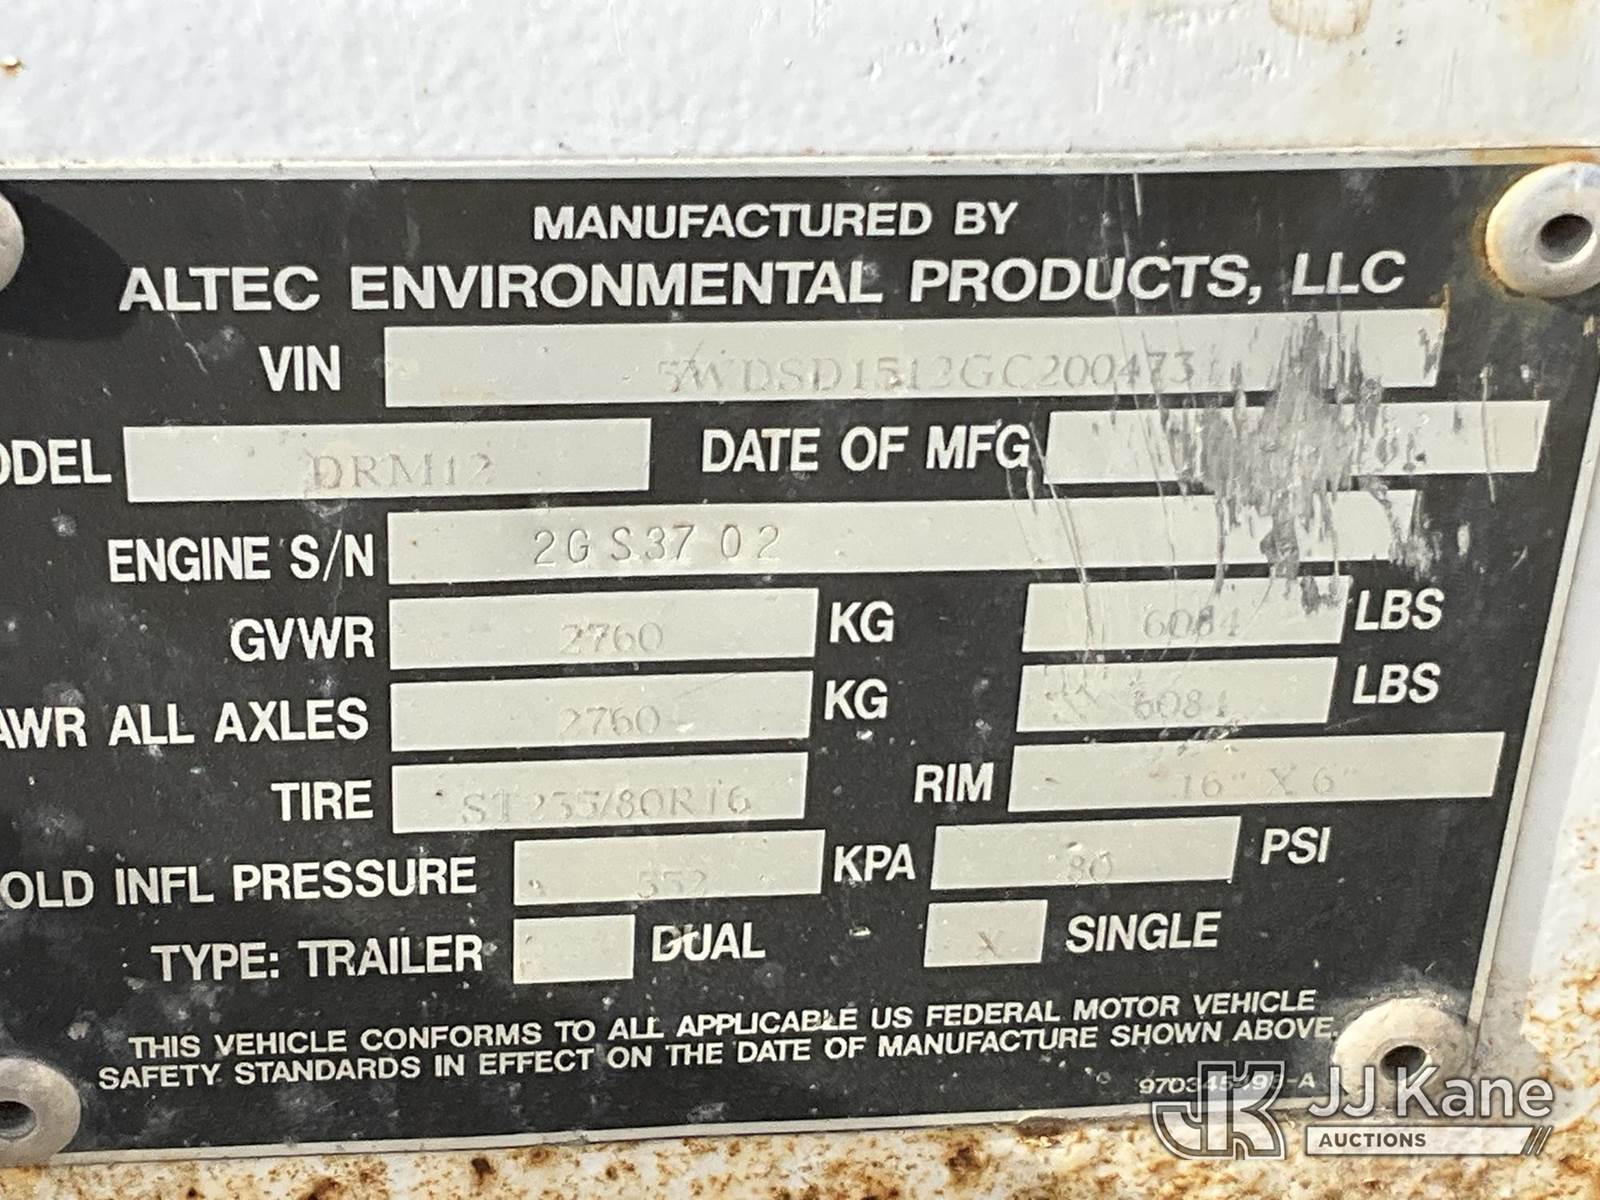 MANUFACTURED BY
ALTEC ENVIRONMENTAL PRODUCTS, LLC
VIN 5WDSD1512GC200473
ODEL DRM12 DATE OF MFG
ENGINE S/N 2GS37 02
GVWR 2760 KG 6084 LBS
AWR ALL AXLES 2760 KG 6084 LBS
TIRE ST235/80R16 RIM 16" X 6"
OLD INFL PRESSURE 552 KPA 80 PSI
TYPE: TRAILER DUAL X SINGLE
THIS VEHICLE CONFORMS TO ALL APPLICABLE US FEDERAL MOTOR VEHICLE
SAFETY STANDARDS IN EFFECT ON THE DATE OF MANUFACTURE SHOWN ABOVE.
JJ Kane
AUCTIONS